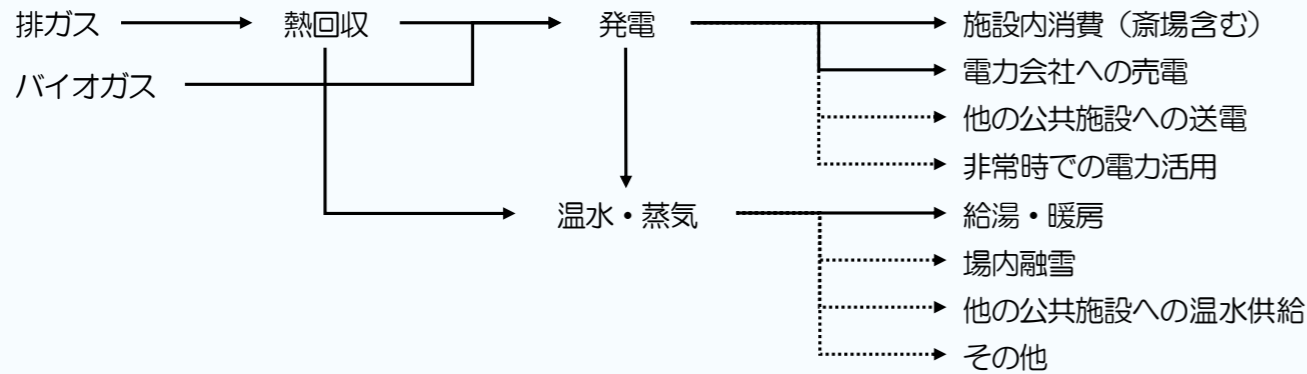 排ガス
熱回収
発電
施設内消費（斎場含む）
バイオガス
電力会社への売電
他の公共施設への送電
非常時での電力活用
温水・蒸気
給湯・暖房
場内融雪
他の公共施設への温水供給
その他